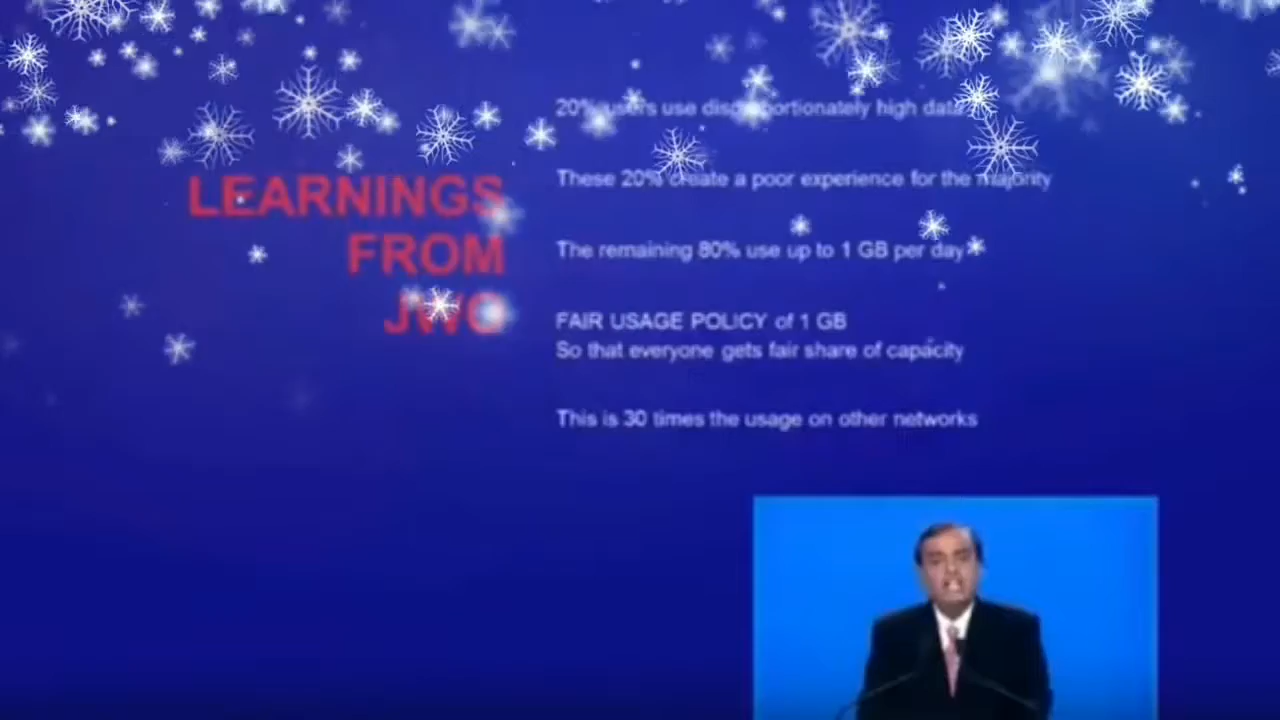 LEARNINGS
FROM
JWO
20% users use disproportionately high data
These 20% create a poor experience for the majority
The remaining 80% use up to 1 GB per day
FAIR USAGE POLICY of 1 GB
So that everyone gets fair share of capacity
This is 30 times the usage on other networks